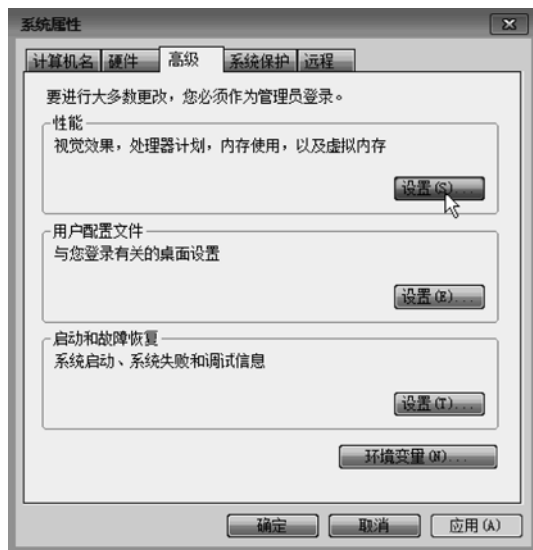 系统属性
计算机名 硬件 高级 系统保护 远程
要进行大多数更改，您必须作为管理员登录。
性能
视觉效果，处理器计划，内存使用，以及虚拟内存
设置(S)...
用户配置文件
与您登录有关的桌面设置
设置(E)...
启动和故障恢复
系统启动、系统失败和调试信息
设置(T)...
环境变量(N)...
确定 取消 应用(A)